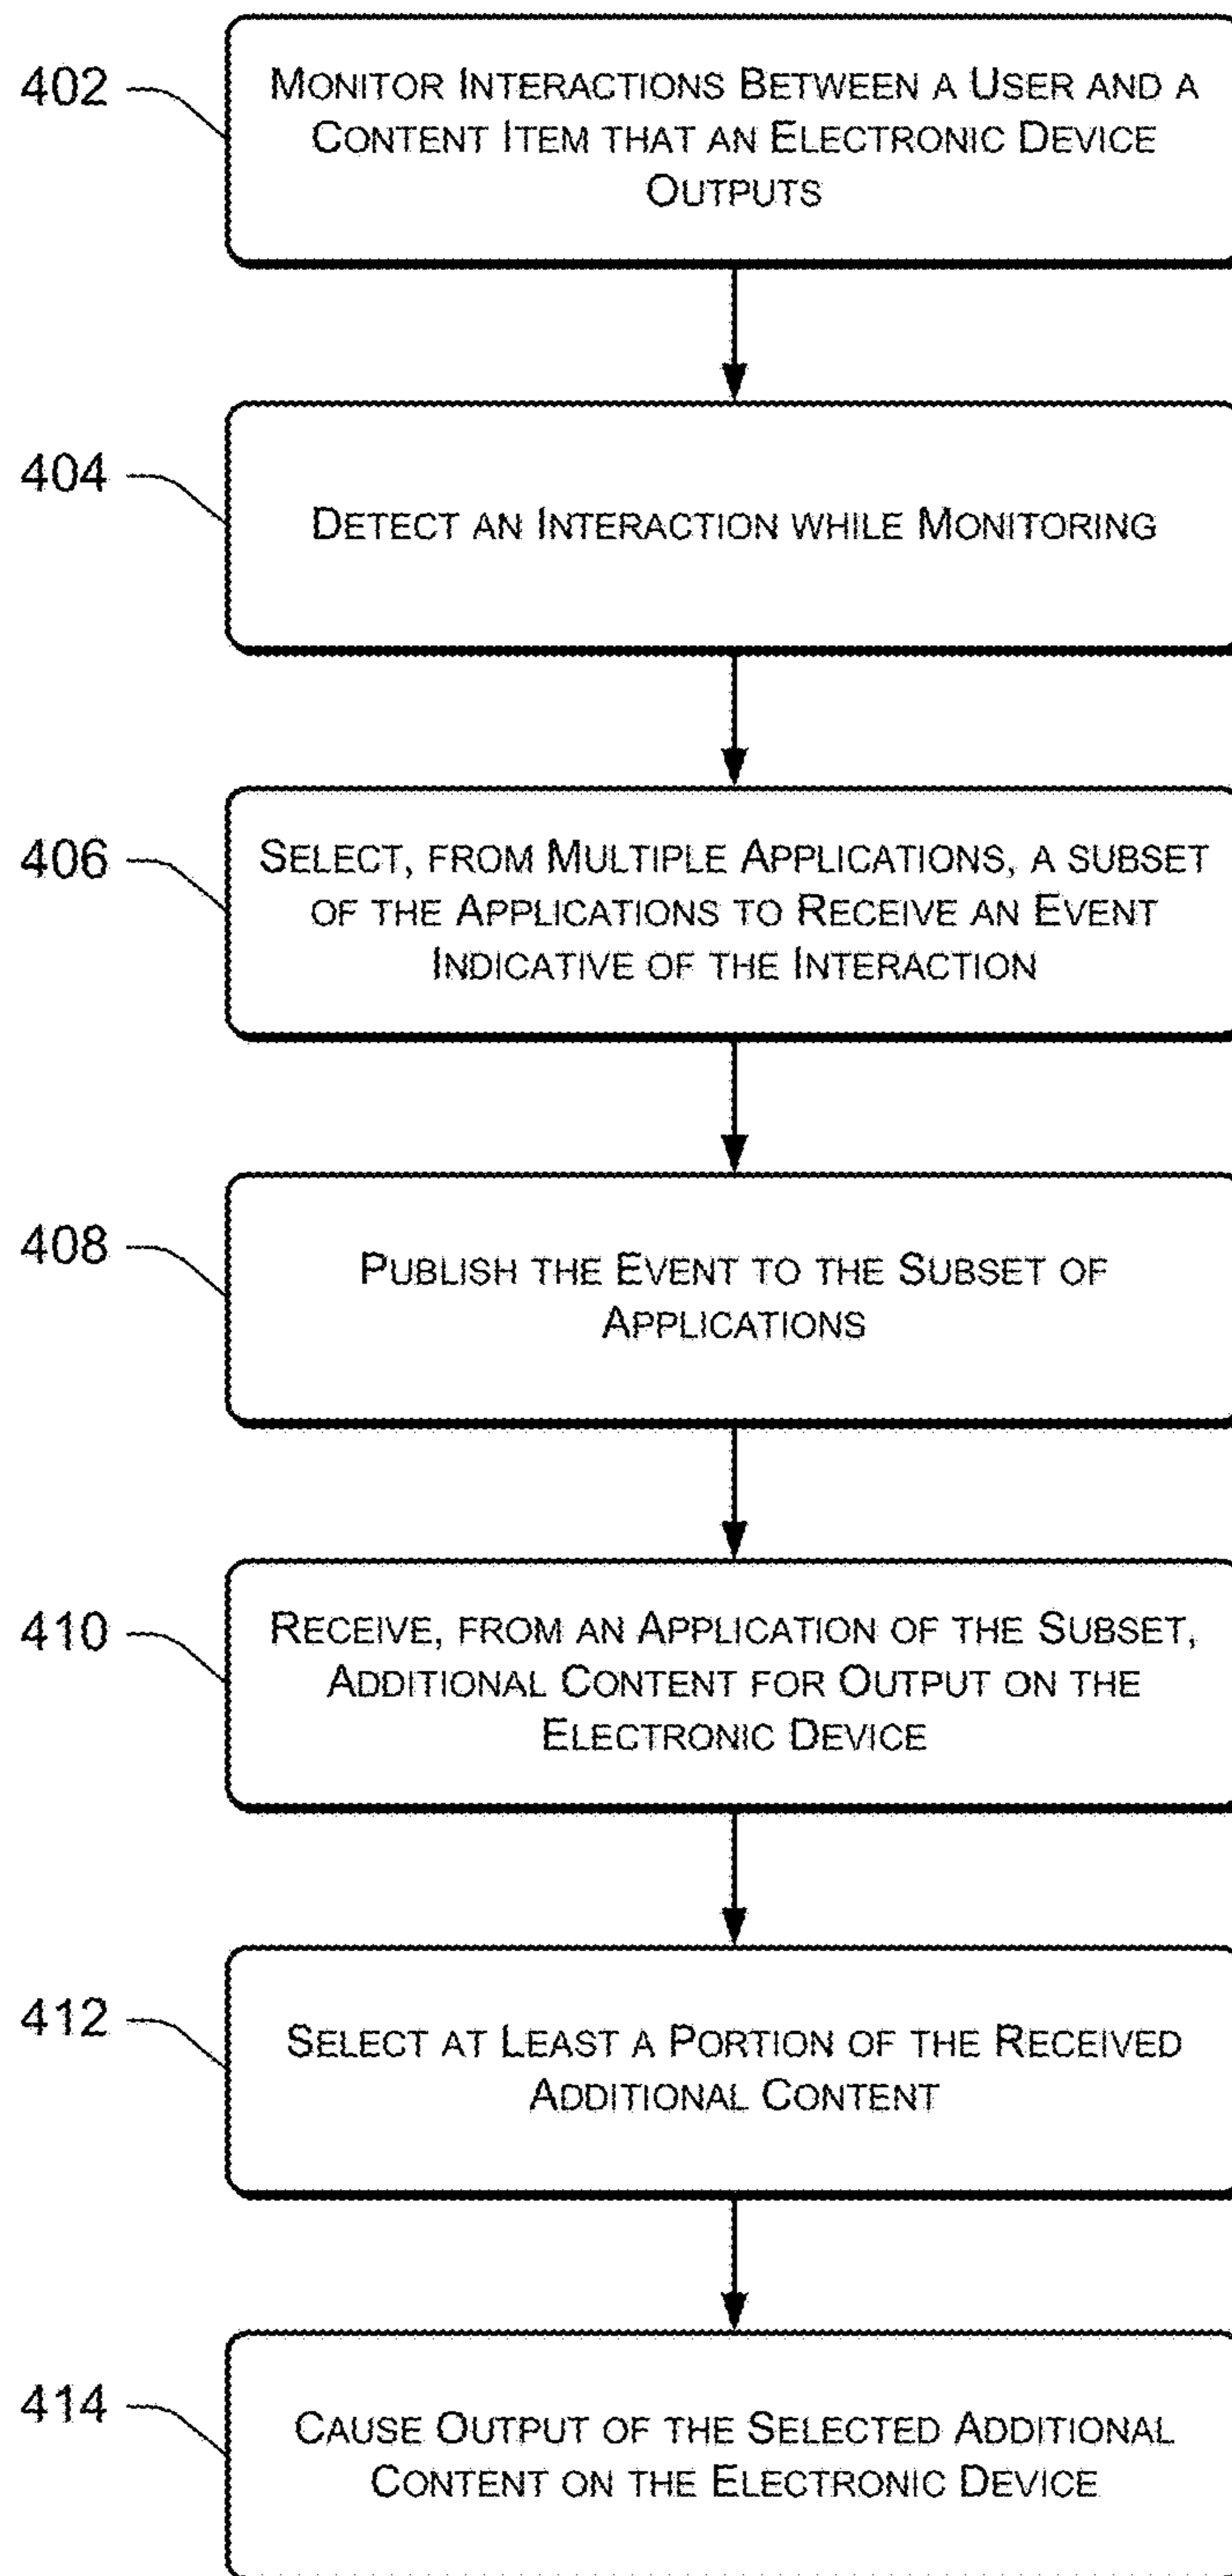 402
MONITOR INTERACTIONS BETWEEN A USER AND A
CONTENT ITEM THAT AN ELECTRONIC DEVICE
OUTPUTS
404
DETECT AN INTERACTION WHILE MONITORING
406
SELECT, FROM MULTIPLE APPLICATIONS, A SUBSET
OF THE APPLICATIONS TO RECEIVE AN EVENT
INDICATIVE OF THE INTERACTION
408
PUBLISH THE EVENT TO THE SUBSET OF
APPLICATIONS
410
RECEIVE, FROM AN APPLICATION OF THE SUBSET,
ADDITIONAL CONTENT FOR OUTPUT ON THE
ELECTRONIC DEVICE
412
SELECT AT LEAST A PORTION OF THE RECEIVED
ADDITIONAL CONTENT
414
CAUSE OUTPUT OF THE SELECTED ADDITIONAL
CONTENT ON THE ELECTRONIC DEVICE